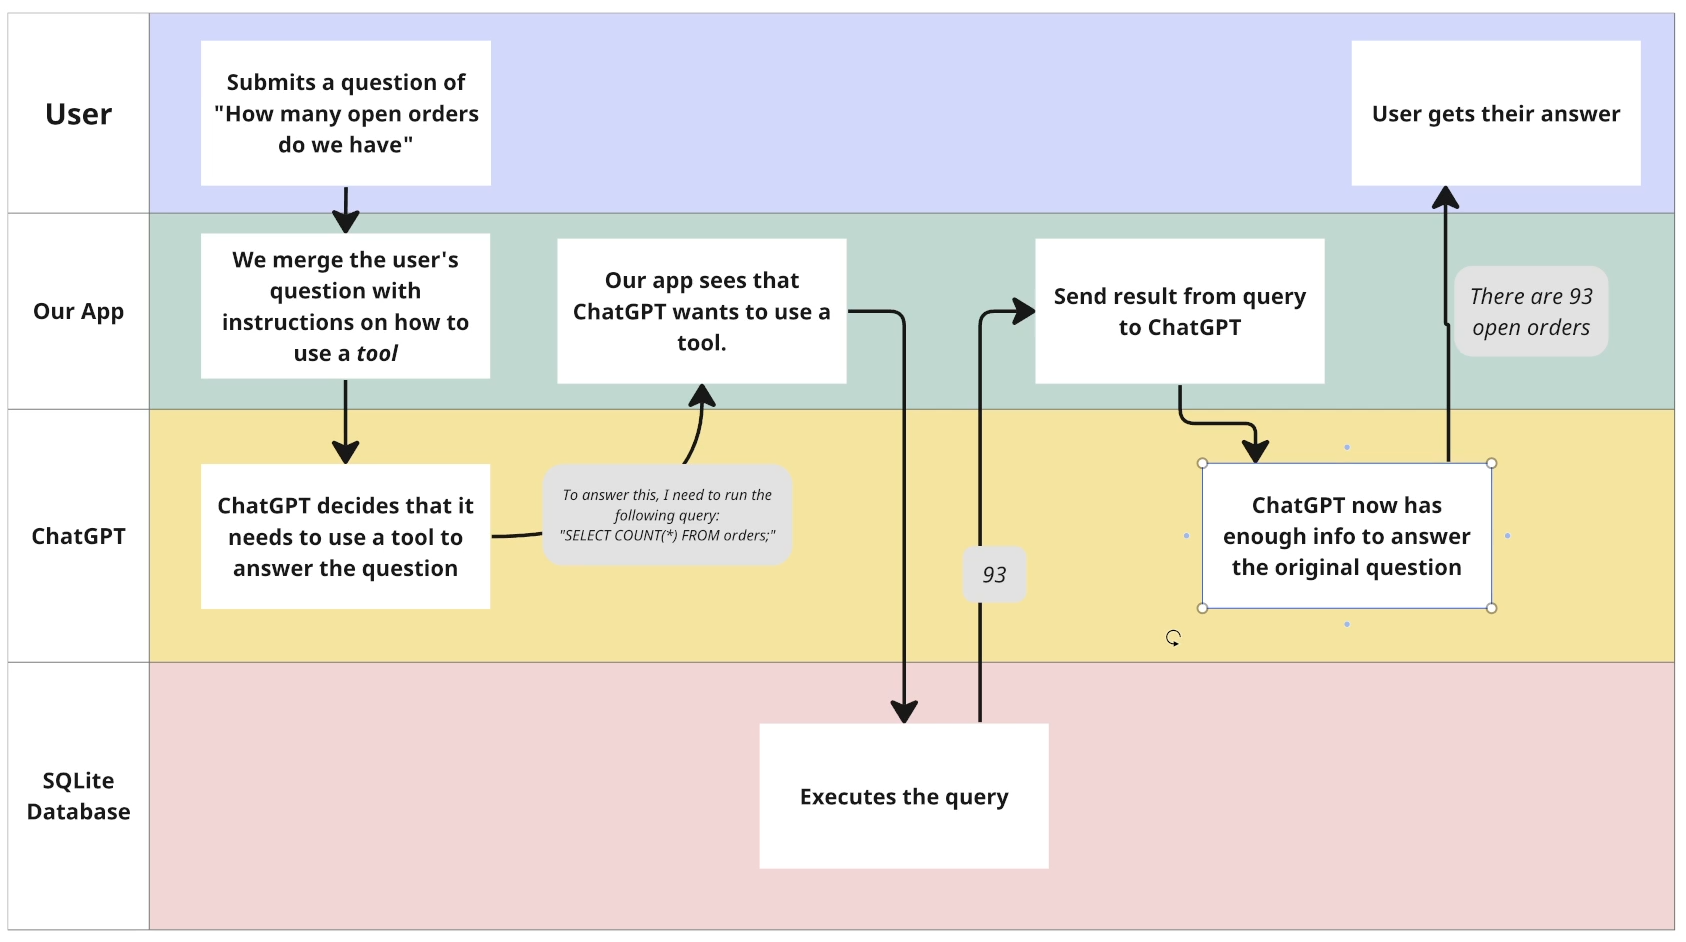 User
Submits a question of
"How many open orders
do we have"
User gets their answer
Our App
We merge the user's
question with
instructions on how to
use a tool
Our app sees that
ChatGPT wants to use a
tool.
Send result from query
to ChatGPT
There are 93
open orders
ChatGPT
ChatGPT decides that it
needs to use a tool to
answer the question
To answer this, I need to run the
following query:
"SELECT COUNT(*) FROM orders;"
93
ChatGPT now has
enough info to answer
the original question
SQLite
Database
Executes the query